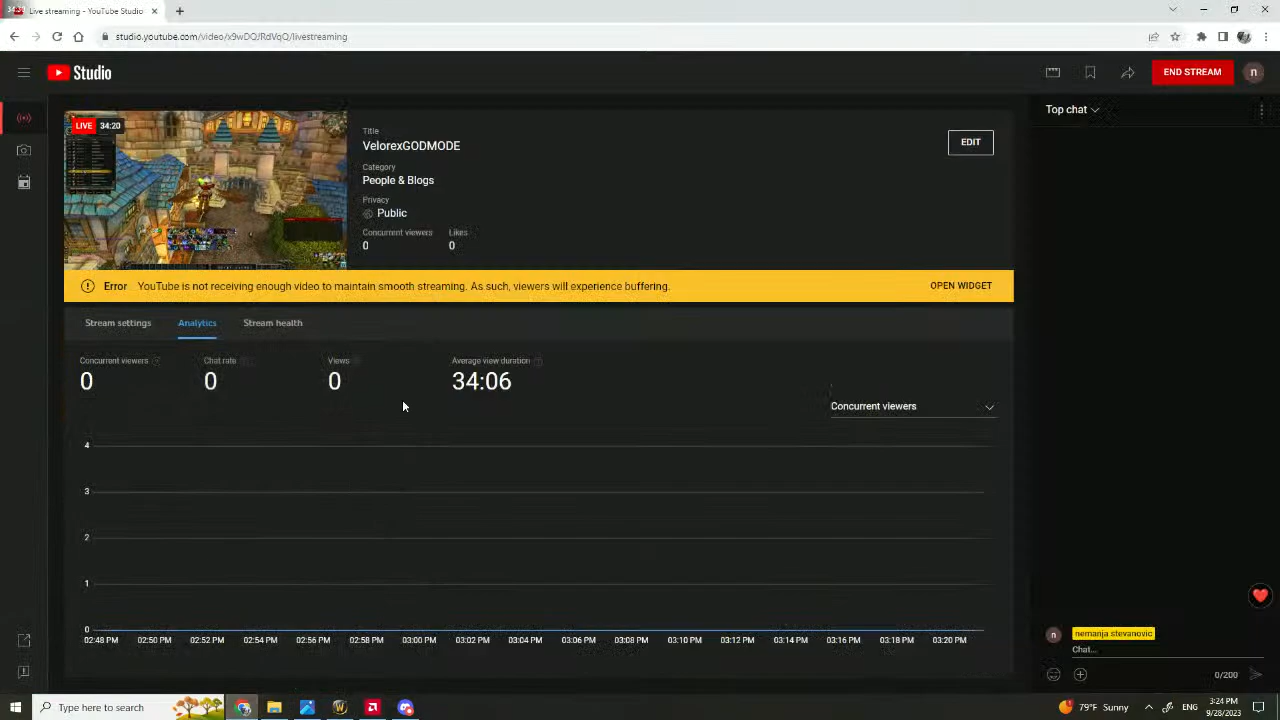 34:20
Live streaming - YouTube Studio
studio.youtube.com/video/x9wDQ/RdVqQ/livestreaming
Studio
END STREAM
n
LIVE 34:20
Title
VelorexGODMODE
EDIT
Category
People & Blogs
Privacy
Public
Concurrent viewers Likes
0 0
Top chat
Error YouTube is not receiving enough video to maintain smooth streaming. As such, viewers will experience buffering. OPEN WIDGET
Stream settings Analytics Stream health
Concurrent viewers Chat rate Views Average view duration
0 0 0 34:06
Concurrent viewers
4
3
2
1
0
02:48 PM 02:50 PM 02:52 PM 02:54 PM 02:56 PM 02:58 PM 03:00 PM 03:02 PM 03:04 PM 03:06 PM 03:08 PM 03:10 PM 03:12 PM 03:14 PM 03:16 PM 03:18 PM 03:20 PM
n nemanja stevanovic
Chat...
0/200
Type here to search
79°F Sunny ENG 3:24 PM
9/28/2023